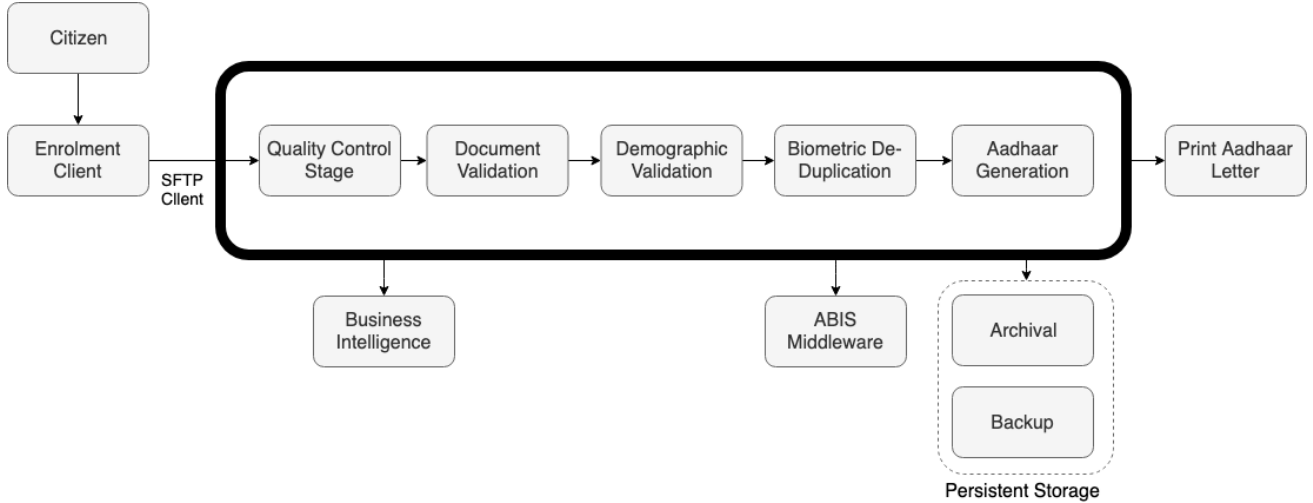 Citizen
Enrolment
Client
SFTP
Cllent
Quality Control
Stage
Document
Validation
Demographic
Validation
Biometric De-
Duplication
Aadhaar
Generation
Print Aadhaar
Letter
Business
Intelligence
ABIS
Middleware
Archival
Backup
Persistent Storage